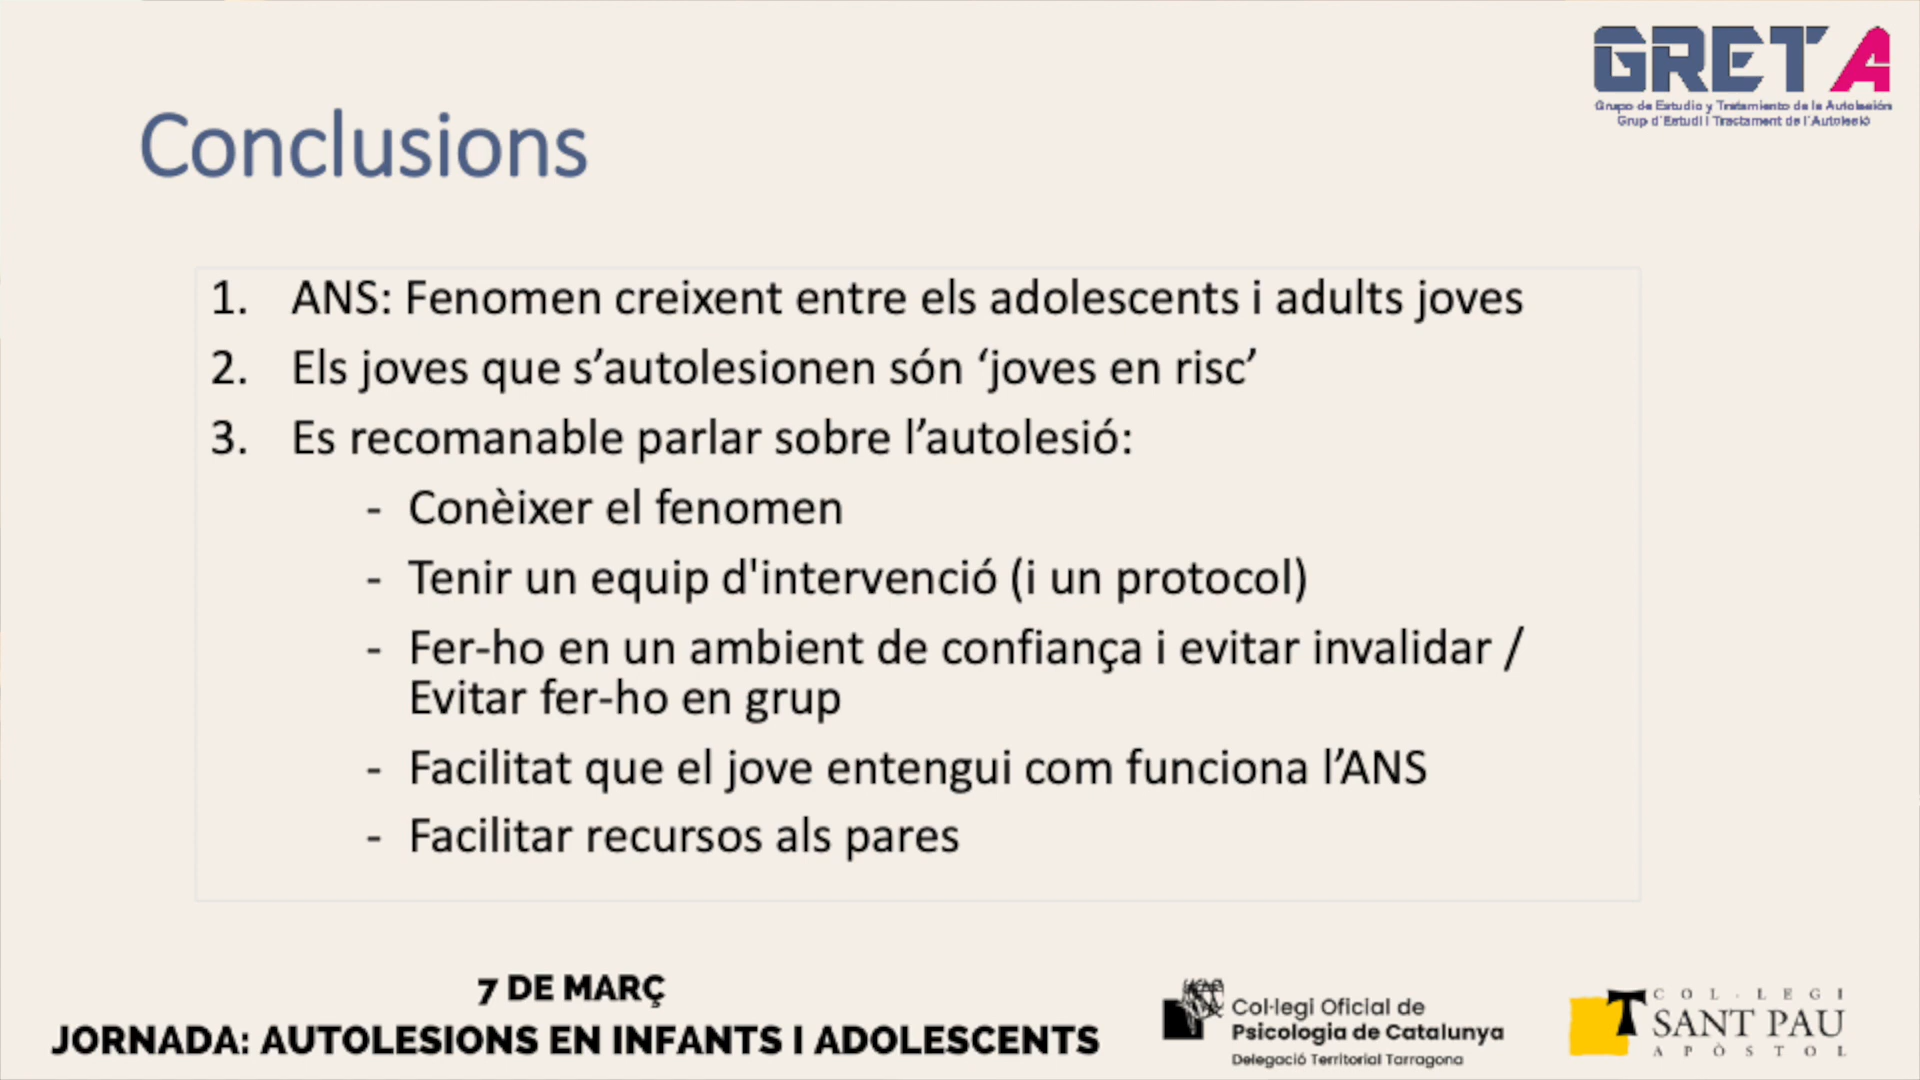 GRETA
Grupo de Estudio y Tratamiento de la Autolesión
Grup d'Estudi i Tractament de l'Autolesió
Conclusions
1. ANS: Fenomen creixent entre els adolescents i adults joves
2. Els joves que s’autolesionen són ‘joves en risc’
3. Es recomanable parlar sobre l’autolesió:
- Conèixer el fenomen
- Tenir un equip d'intervenció (i un protocol)
- Fer-ho en un ambient de confiança i evitar invalidar /
Evitar fer-ho en grup
- Facilitat que el jove entengui com funciona l’ANS
- Facilitar recursos als pares
7 DE MARÇ
JORNADA: AUTOLESIONS EN INFANTS I ADOLESCENTS
Col·legi Oficial de
Psicologia de Catalunya
Delegació Territorial Tarragona
COL·LEGI
SANT PAU
APÒSTOL